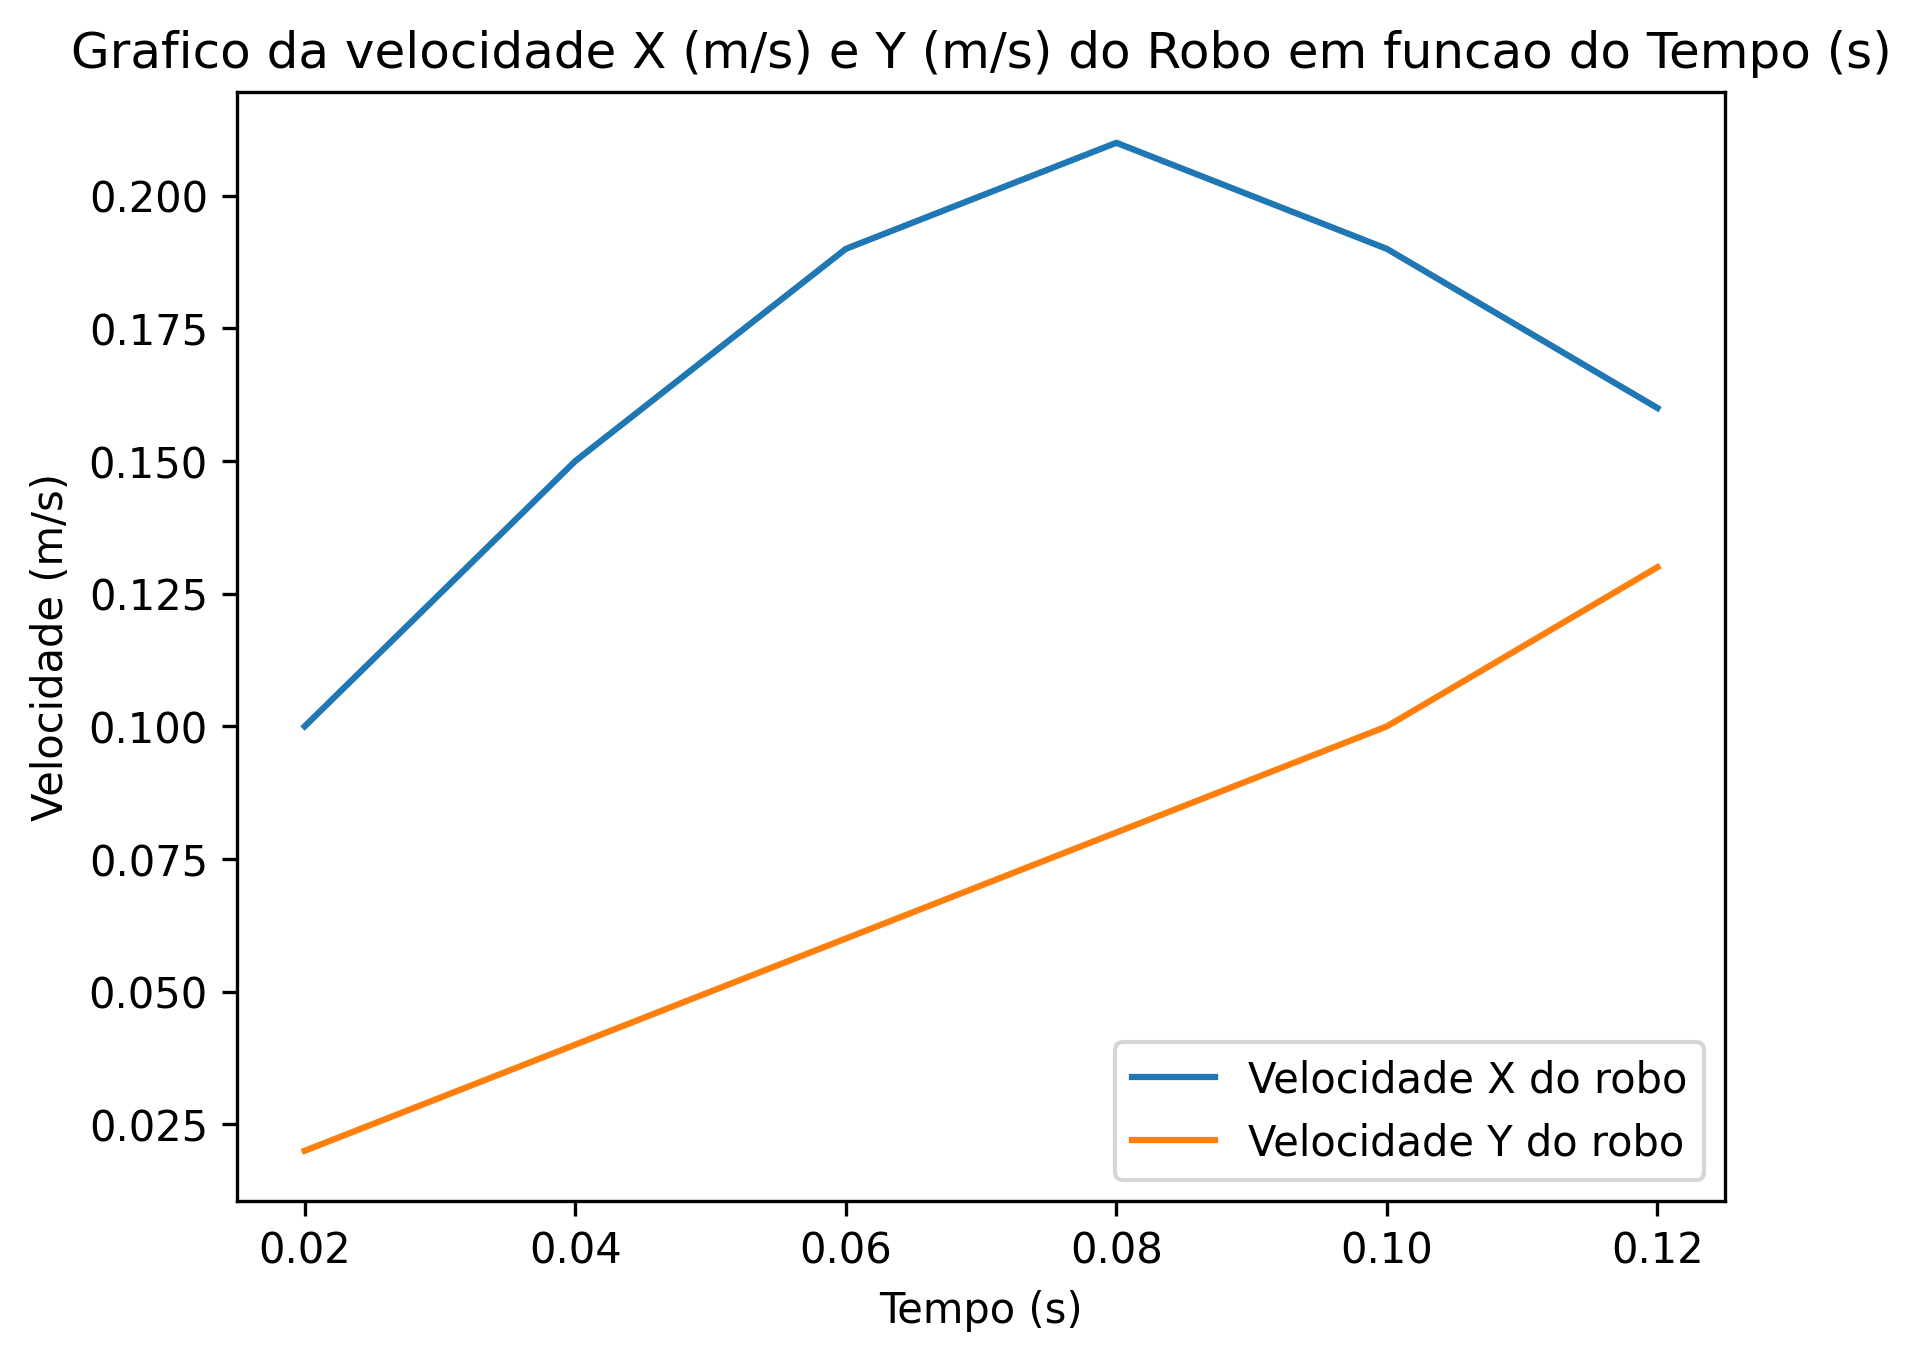 Grafico da velocidade X (m/s) e Y (m/s) do Robo em funcao do Tempo (s)
Velocidade (m/s)
0.200
0.175
0.150
0.125
0.100
0.075
0.050
0.025
Velocidade X do robo
Velocidade Y do robo
0.02 0.04 0.06 0.08 0.10 0.12
Tempo (s)